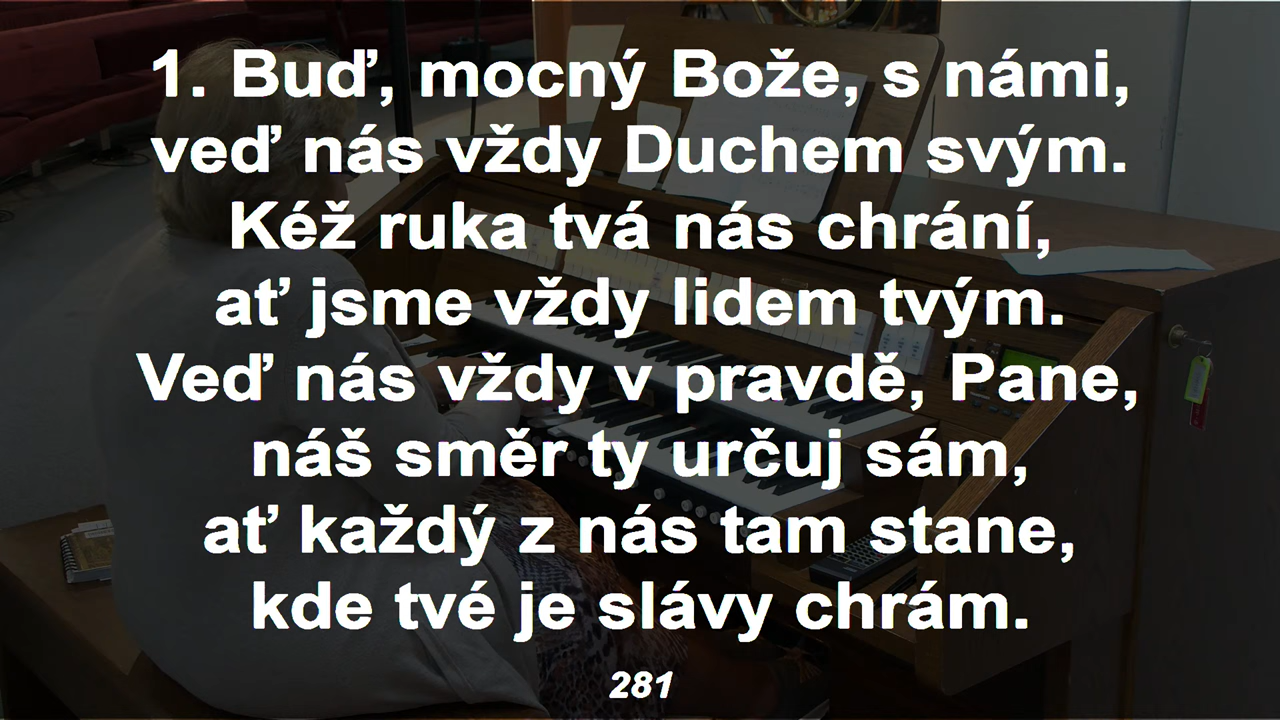 1. Buď, mocný Bože, s námi,
veď nás vždy Duchem svým.
Kéž ruka tvá nás chrání,
ať jsme vždy lidem tvým.
Veď nás vždy v pravdě, Pane,
náš směr ty určuj sám,
ať každý z nás tam stane,
kde tvé je slávy chrám.
281